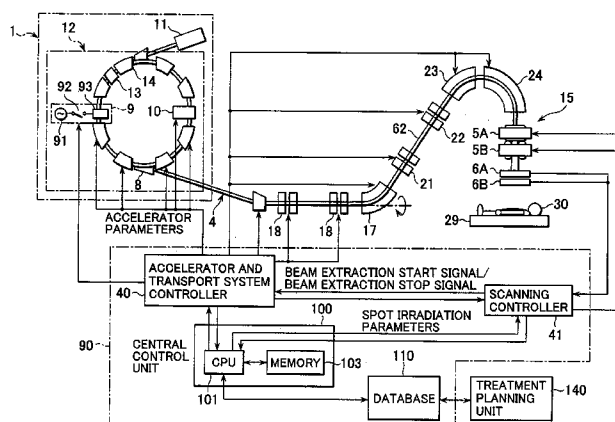 1
12
11
92 93
13
14
9
10
91
8
4
ACCELERATOR
PARAMETERS
23
24
15
22
62
21
5A
5B
6A
6B
30
29
18
18
17
ACCELERATOR AND
TRANSPORT SYSTEM
CONTROLLER
40
BEAM EXTRACTION START SIGNAL/
BEAM EXTRACTION STOP SIGNAL
SCANNING
CONTROLLER
41
100
SPOT IRRADIATION
PARAMETERS
90
CENTRAL
CONTROL
UNIT
CPU
101
MEMORY
103
110
DATABASE
TREATMENT
PLANNING
UNIT
140